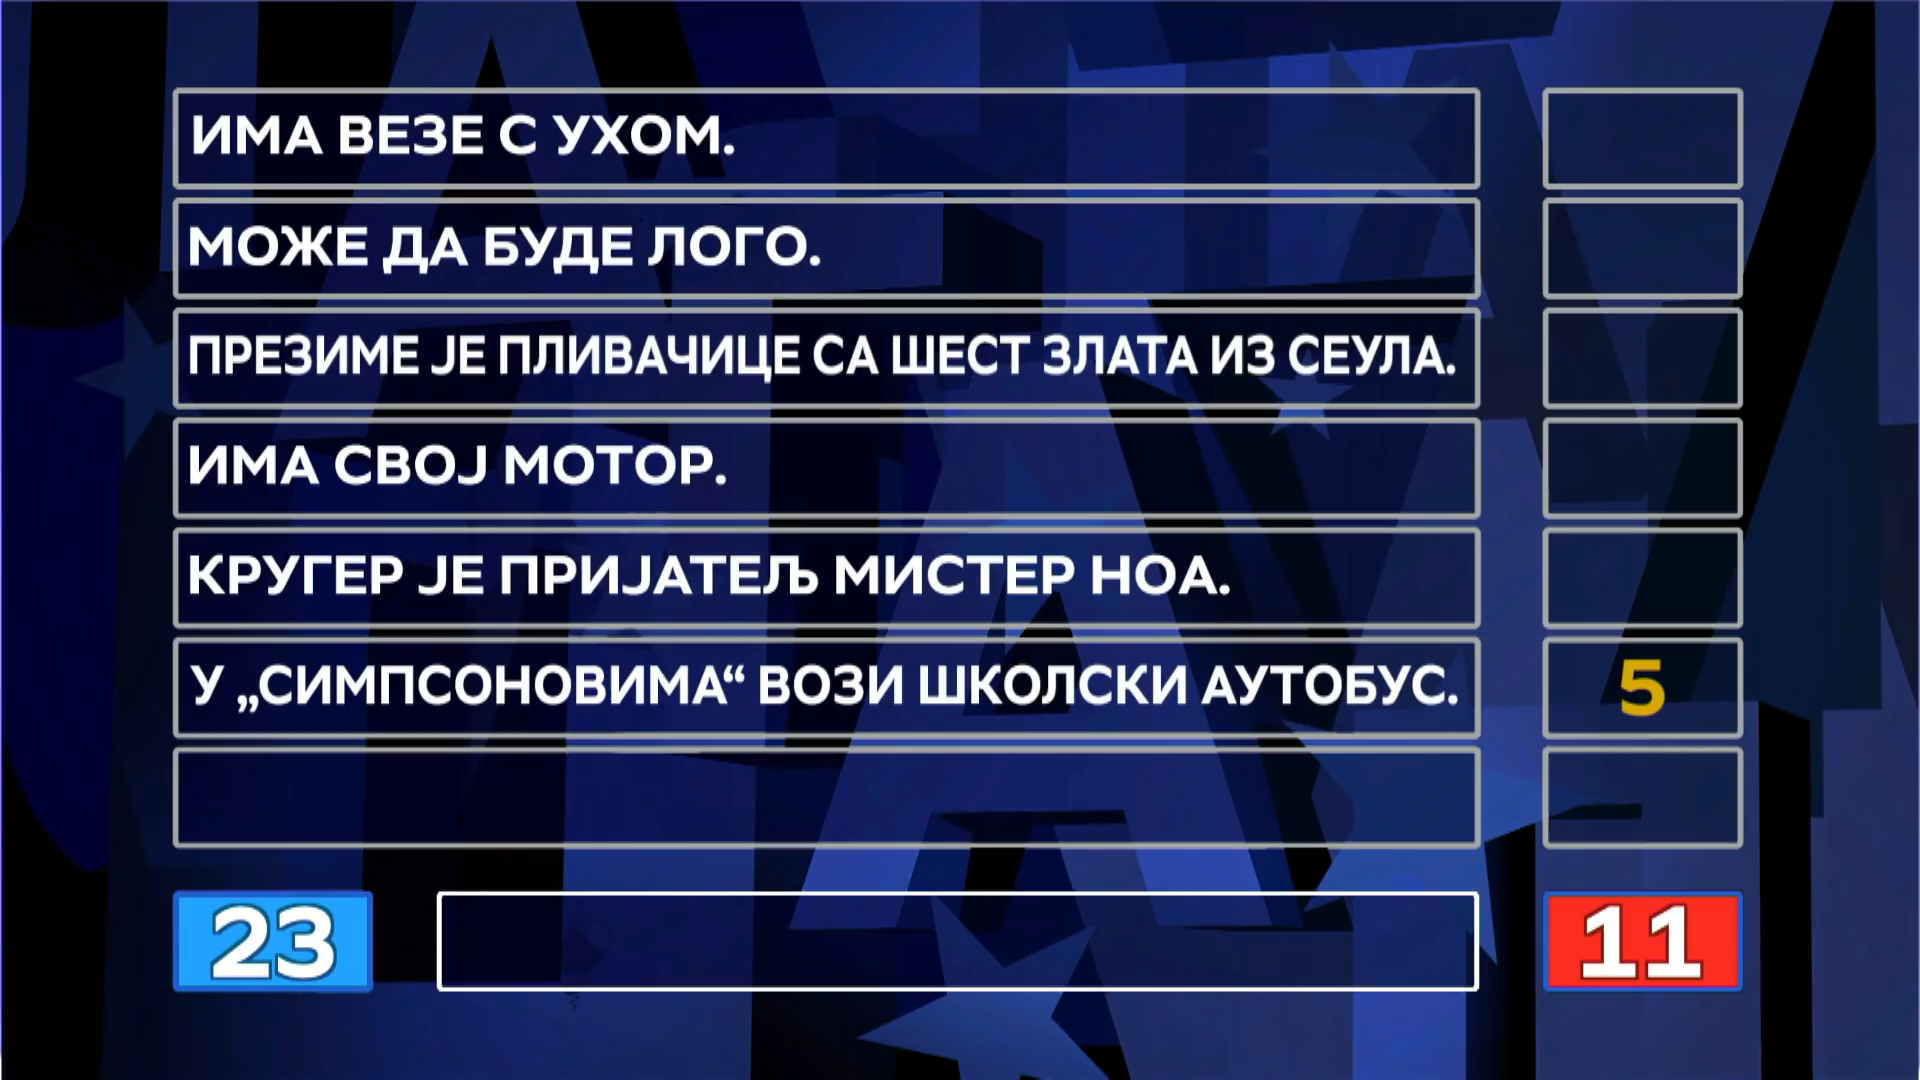 ИМА ВЕЗЕ С УХОМ.
МОЖЕ ДА БУДЕ ЛОГО.
ПРЕЗИМЕ ЈЕ ПЛИВАЧИЦЕ СА ШЕСТ ЗЛАТА ИЗ СЕУЛА.
ИМА СВОЈ МОТОР.
КРУГЕР ЈЕ ПРИЈАТЕЉ МИСТЕР НОА.
У „СИМПСОНОВИМА“ ВОЗИ ШКОЛСКИ АУТОБУС. 5
23 11